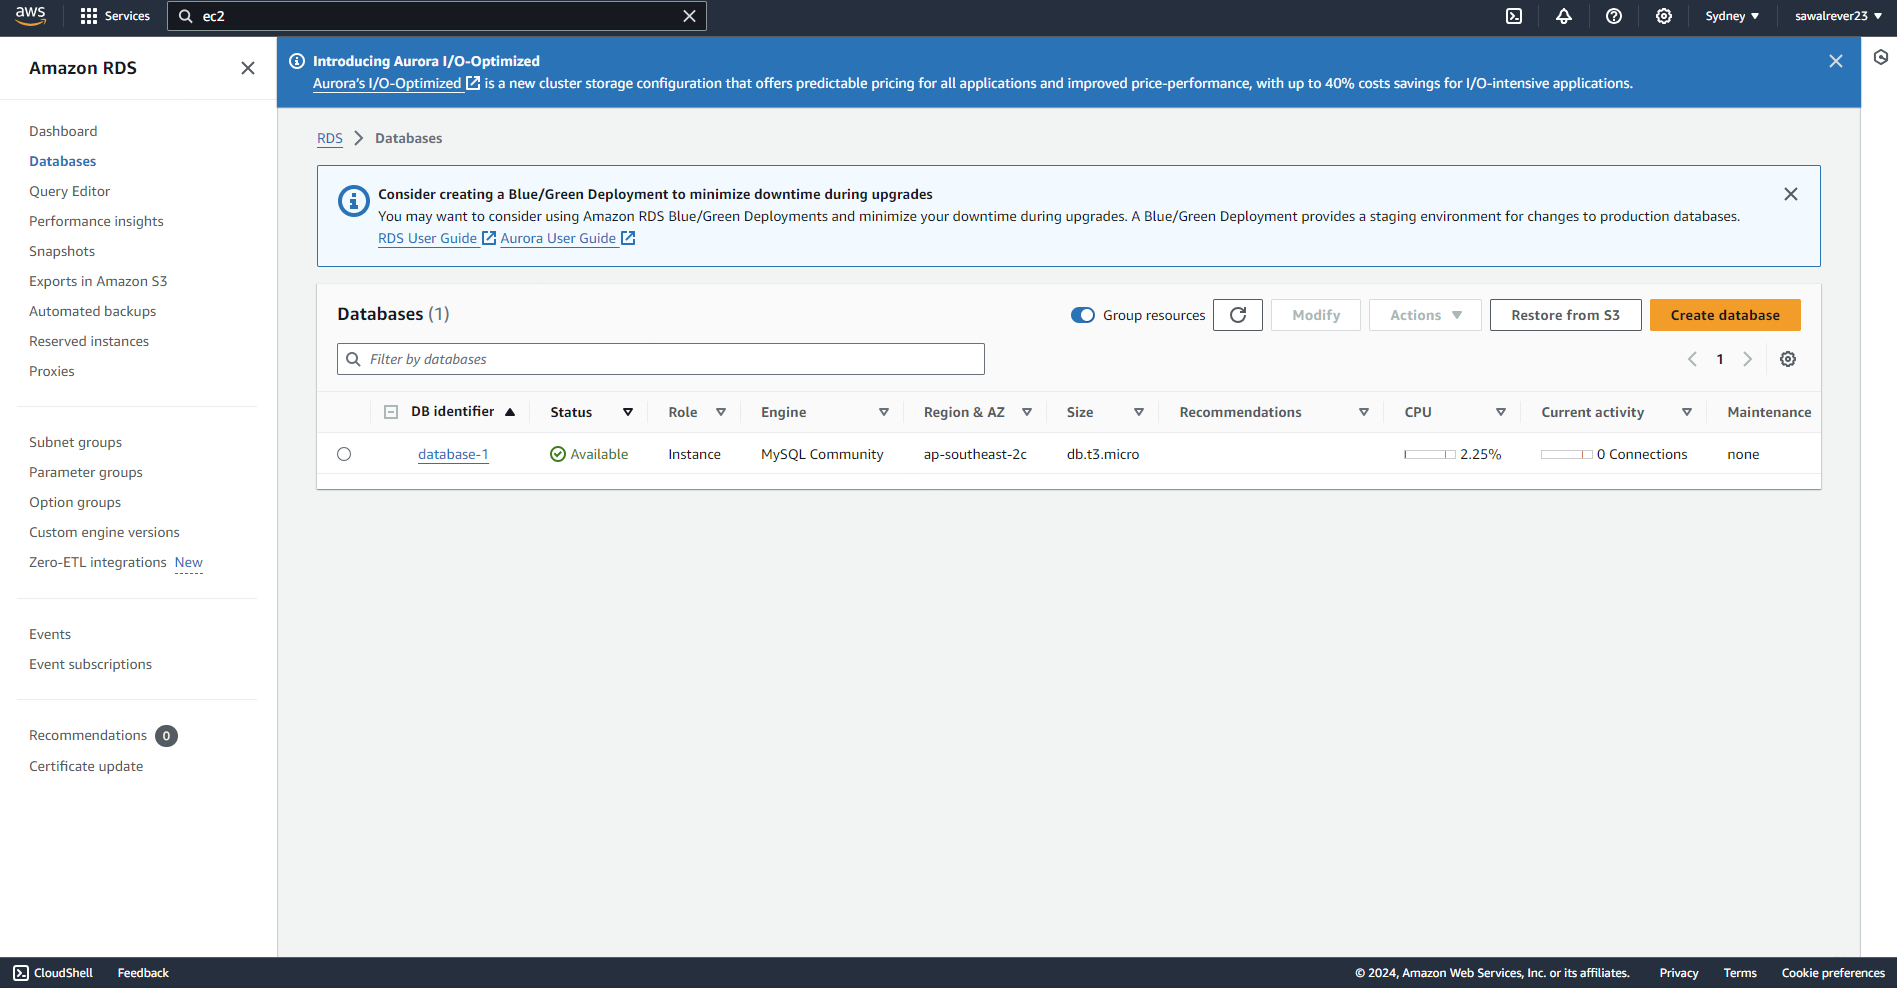 aws
Services
ec2
Sydney
sawalrever23
Amazon RDS
Dashboard
Databases
Query Editor
Performance insights
Snapshots
Exports in Amazon S3
Automated backups
Reserved instances
Proxies
Subnet groups
Parameter groups
Option groups
Custom engine versions
Zero-ETL integrations New
Events
Event subscriptions
Recommendations 0
Certificate update
Introducing Aurora I/O-Optimized
Aurora's I/O-Optimized is a new cluster storage configuration that offers predictable pricing for all applications and improved price-performance, with up to 40% costs savings for I/O-intensive applications.
RDS Databases
Consider creating a Blue/Green Deployment to minimize downtime during upgrades
You may want to consider using Amazon RDS Blue/Green Deployments and minimize your downtime during upgrades. A Blue/Green Deployment provides a staging environment for changes to production databases.
RDS User Guide Aurora User Guide
Databases (1)
Group resources
Modify
Actions
Restore from S3
Create database
Filter by databases
1
DB identifier Status Role Engine Region & AZ Size Recommendations CPU Current activity Maintenance
database-1 Available Instance MySQL Community ap-southeast-2c db.t3.micro 2.25% 0 Connections none
CloudShell Feedback
© 2024, Amazon Web Services, Inc. or its affiliates. Privacy Terms Cookie preferences